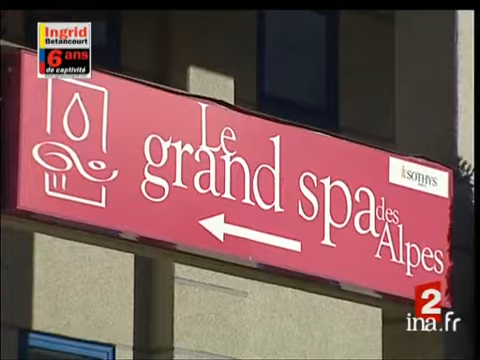 Ingrid
Betancourt
6 ans
de captivité
Le
grand spa
des
Alpes
SOTHYS
2
ina.fr